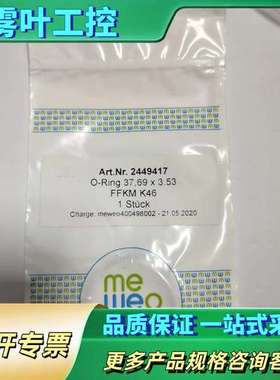 雾叶工控
Art.Nr. 2449417
O-Ring 37,69 x 3.53
FFKM K46
1 Stück
Charge: meweo400498002 - 21.05.2020
me
weo
开专票
品质保证 一站式采
更多产品规格咨询客